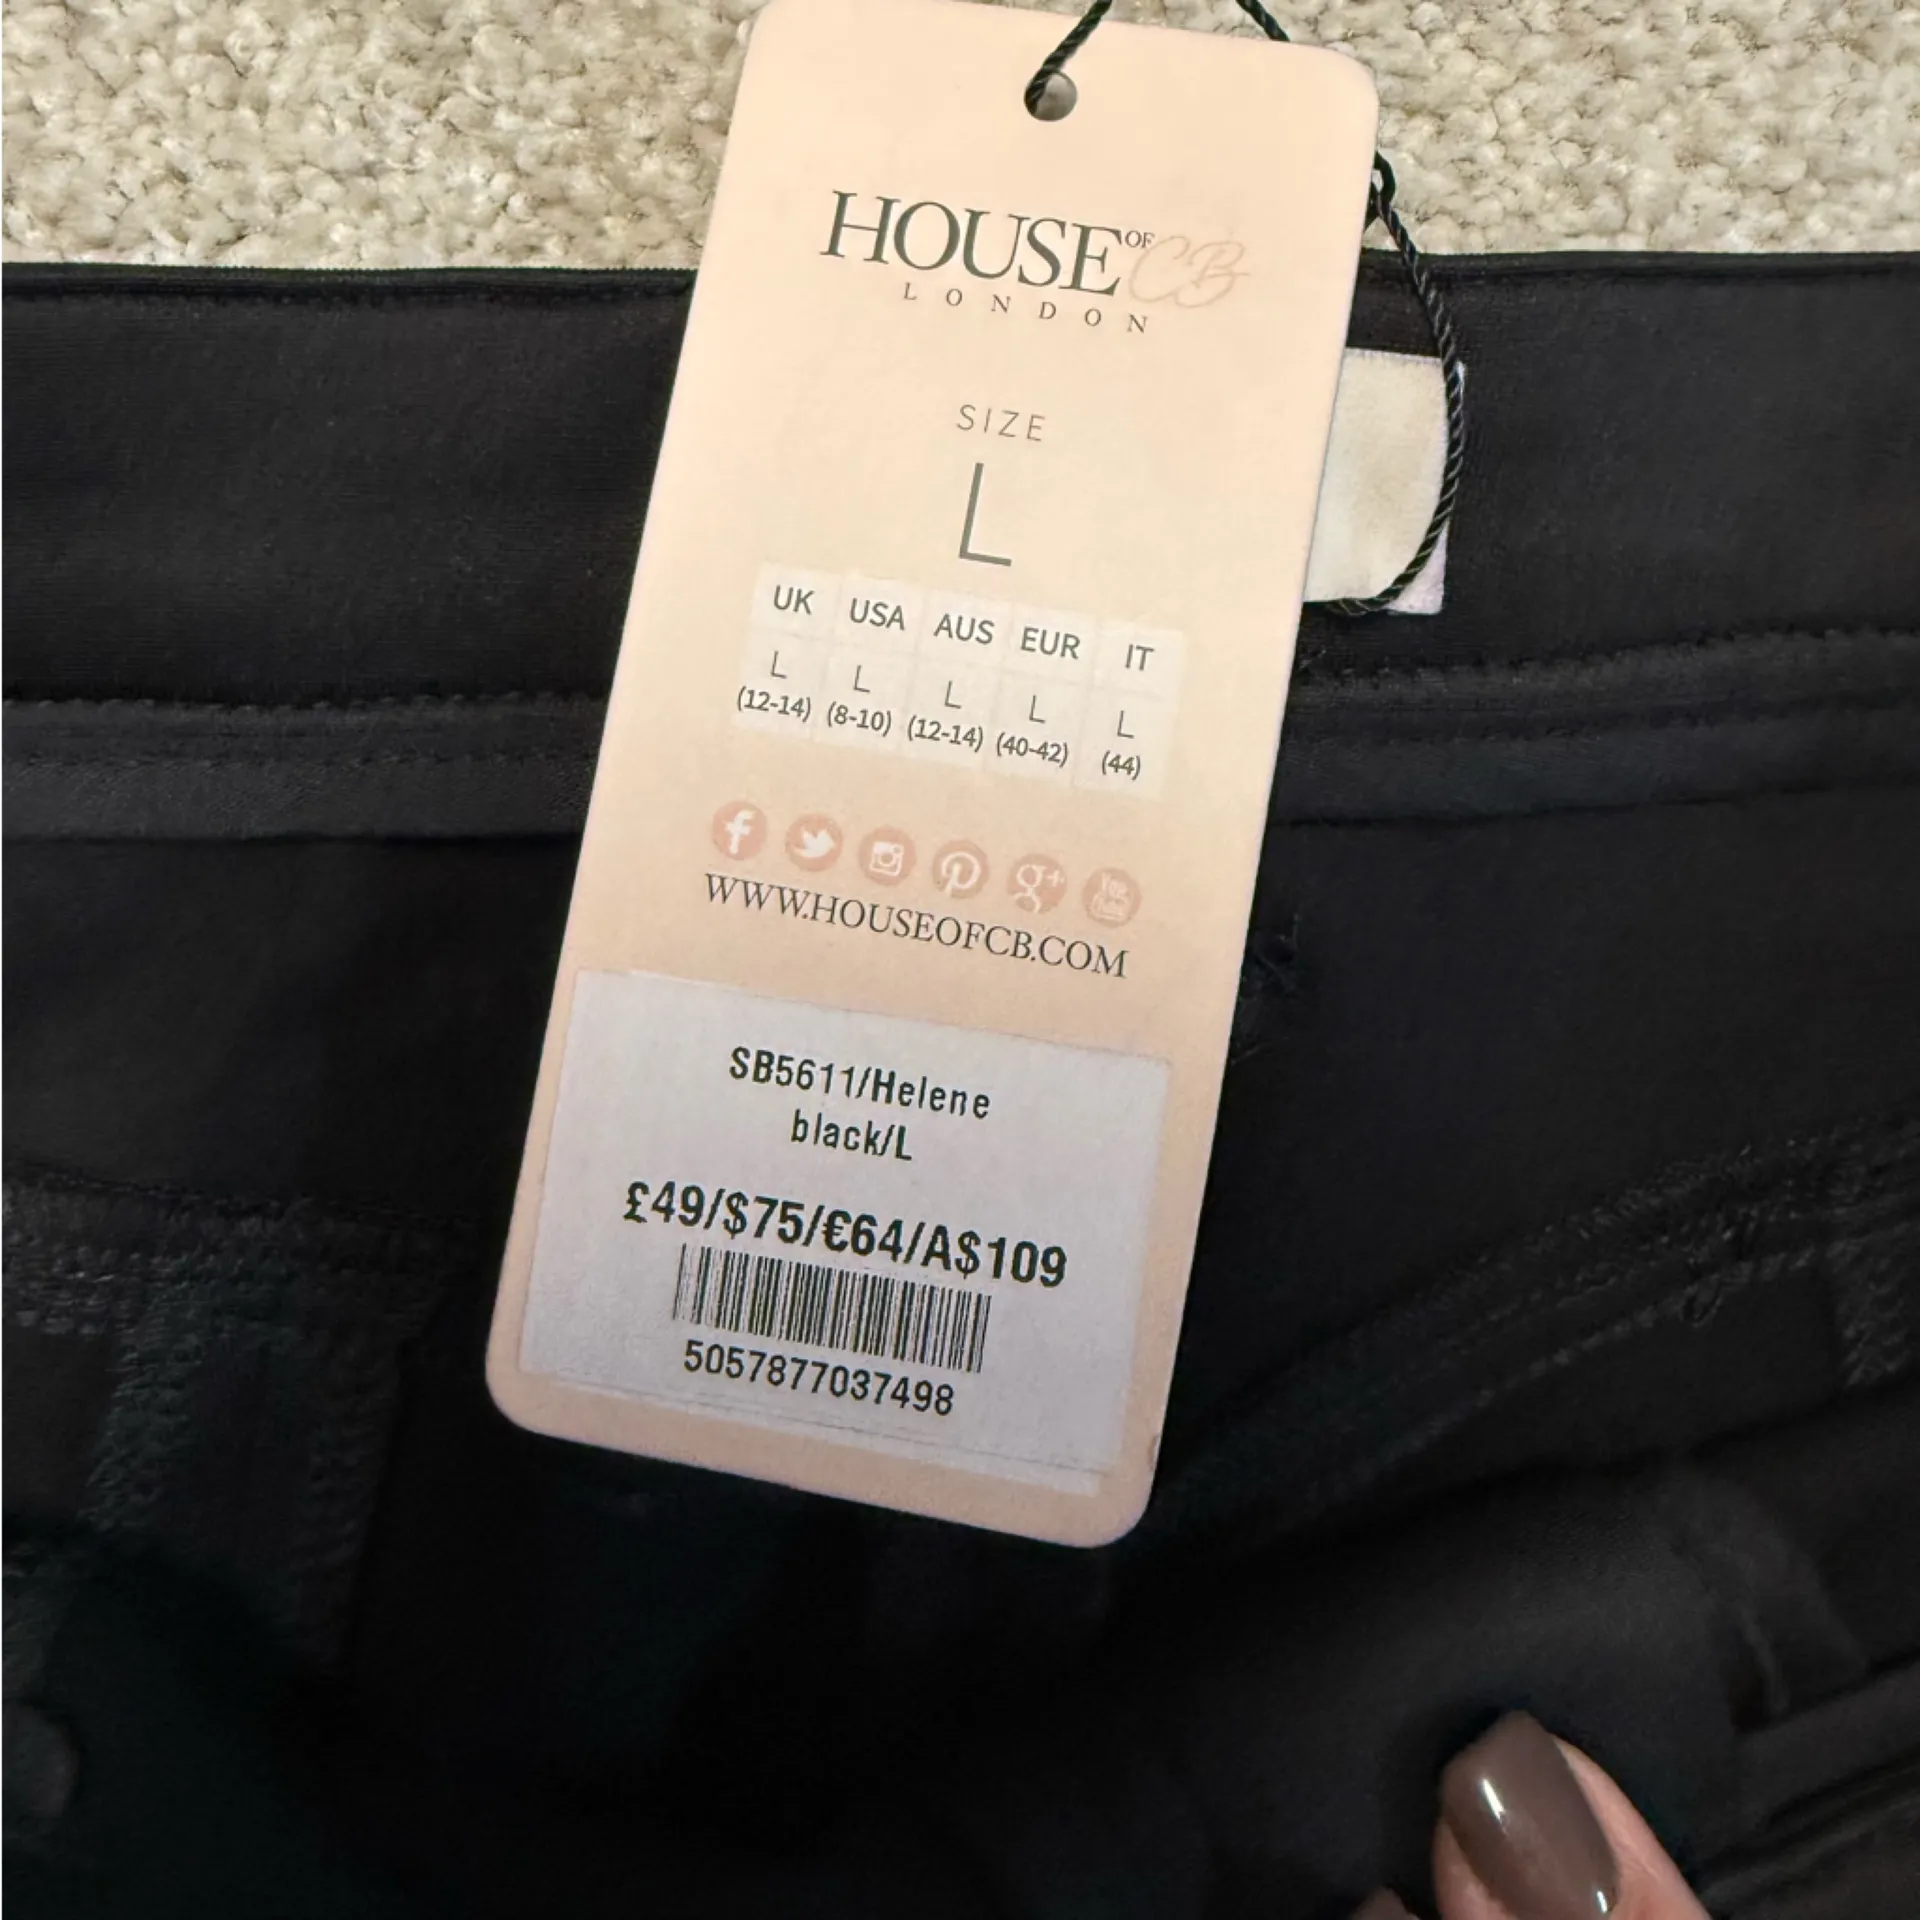 HOUSE OF CB
LONDON
SIZE
L
UK USA AUS EUR IT
L L L L L
(12-14) (8-10) (12-14) (40-42) (44)
WWW.HOUSEOFCB.COM
SB5611/Helene
black/L
£49/$75/€64/A$109
5057877037498